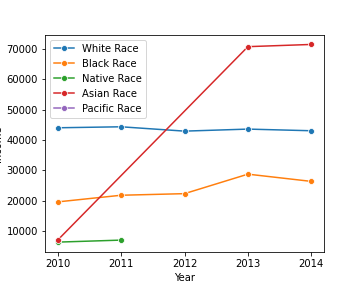 White Race
Black Race
Native Race
Asian Race
Pacific Race
70000
60000
50000
40000
30000
20000
10000
2010 2011 2012 2013 2014
Year